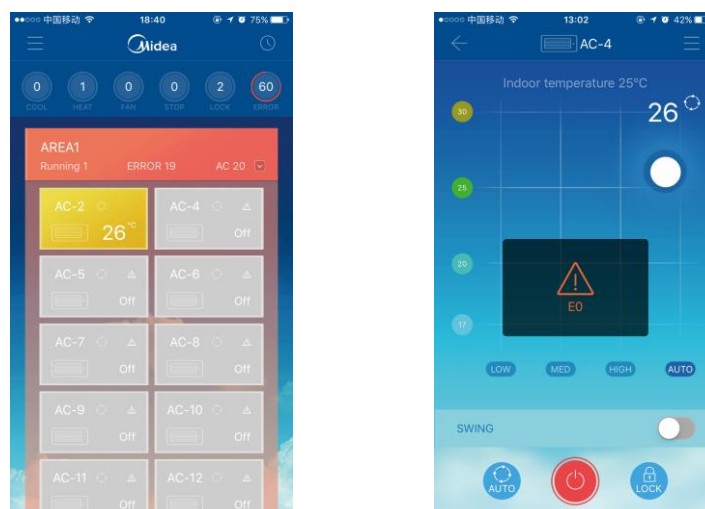 中国移动 18:40 75%
Midea
0 1 0 0 2 60
COOL HEAT FAN STOP LOCK ERROR
AREA1
Running 1 ERROR 19 AC 20
AC-2 AC-4
26 °C Off
AC-5 AC-6
Off Off
AC-7 AC-8
Off Off
AC-9 AC-10
Off Off
AC-11 AC-12
Off Off
中国移动 13:02 42%
AC-4
Indoor temperature 25°C
30
26
25
20
E0
17
LOW MED HIGH AUTO
SWING
AUTO LOCK